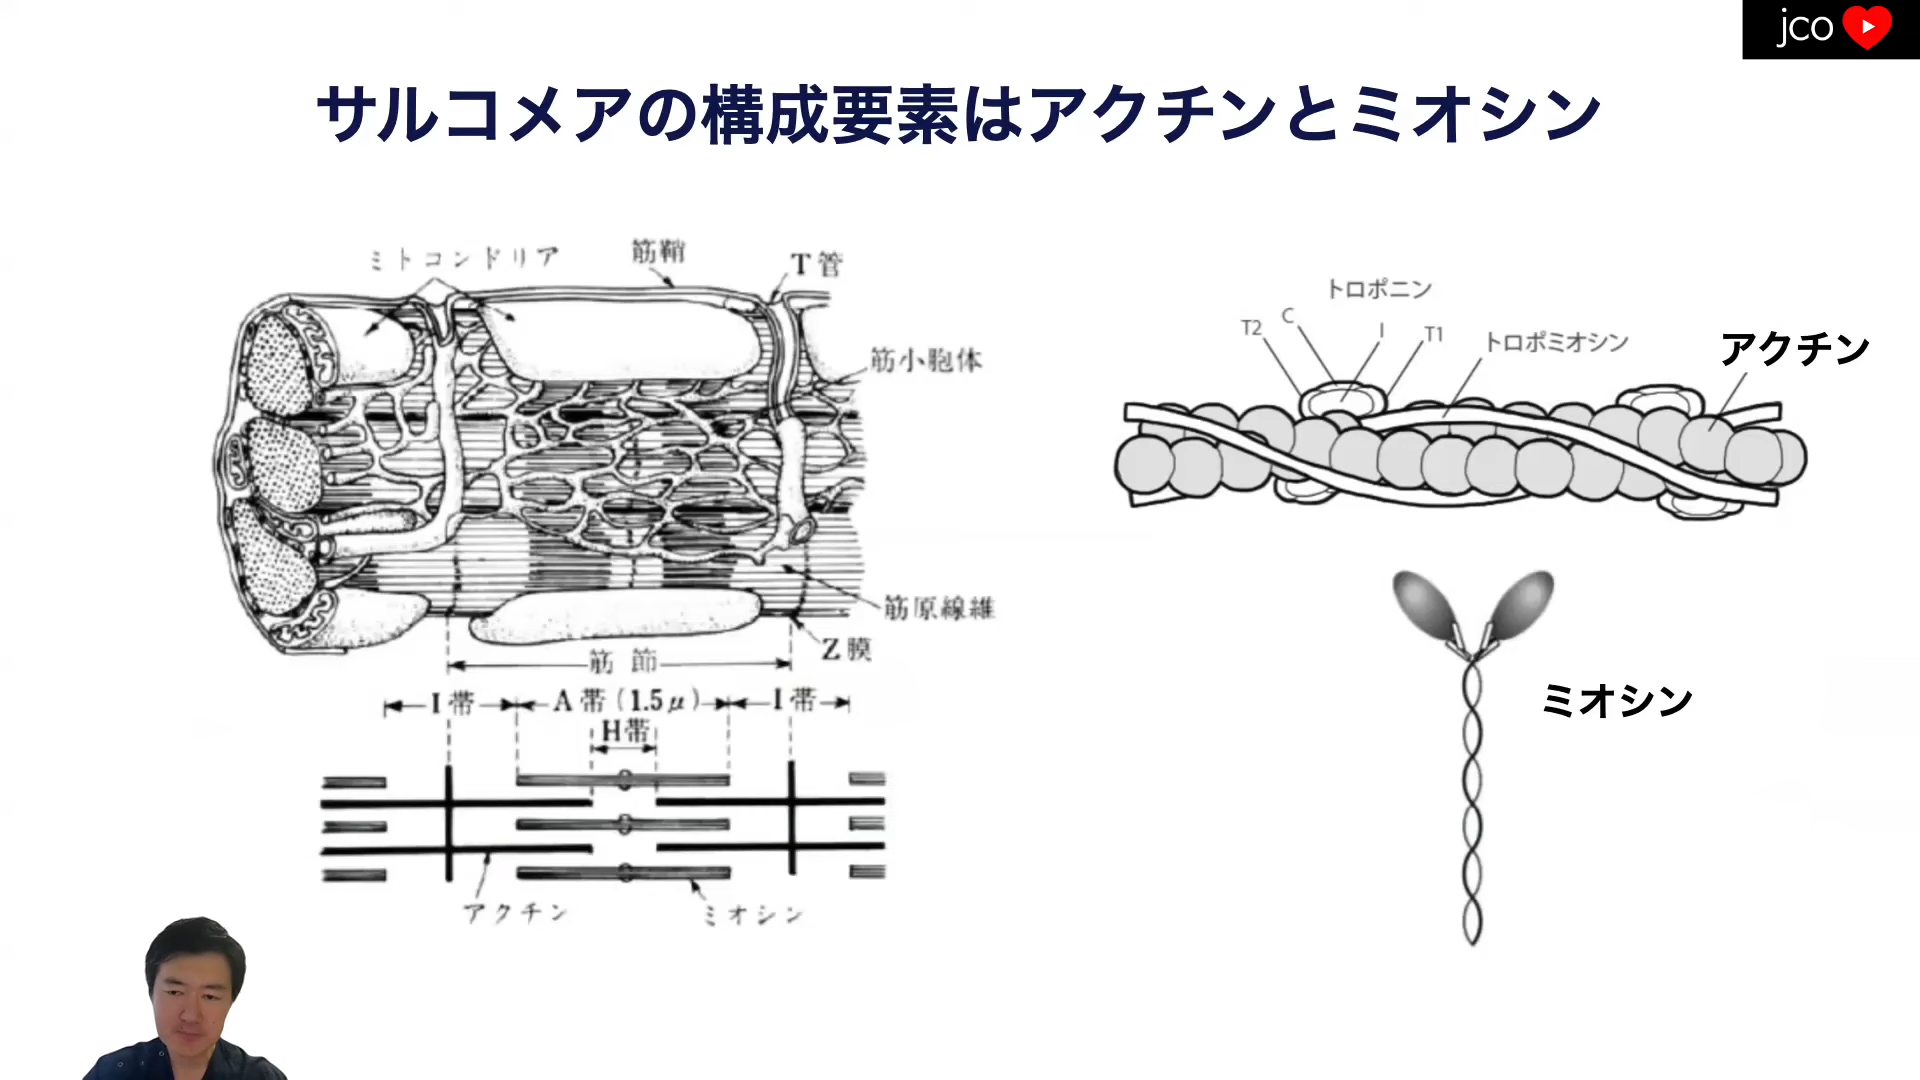 jco
サルコメアの構成要素はアクチンとミオシン
ミトコンドリア
筋鞘
T管
筋小胞体
筋原線維
Z膜
筋節
I帯
A帯(1.5μ)
I帯
H帯
アクチン
ミオシン
トロポニン
T2
C
I
T1
トロポミオシン
アクチン
ミオシン